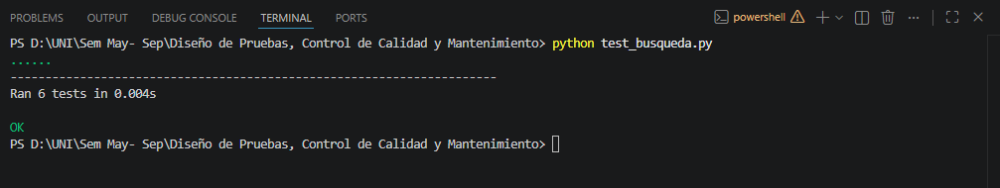 PROBLEMS OUTPUT DEBUG CONSOLE TERMINAL PORTS powershell
PS D:\UNI\Sem May- Sep\Diseño de Pruebas, Control de Calidad y Mantenimiento> python test_busqueda.py
......
----------------------------------------------------------------------
Ran 6 tests in 0.004s
OK
PS D:\UNI\Sem May- Sep\Diseño de Pruebas, Control de Calidad y Mantenimiento>